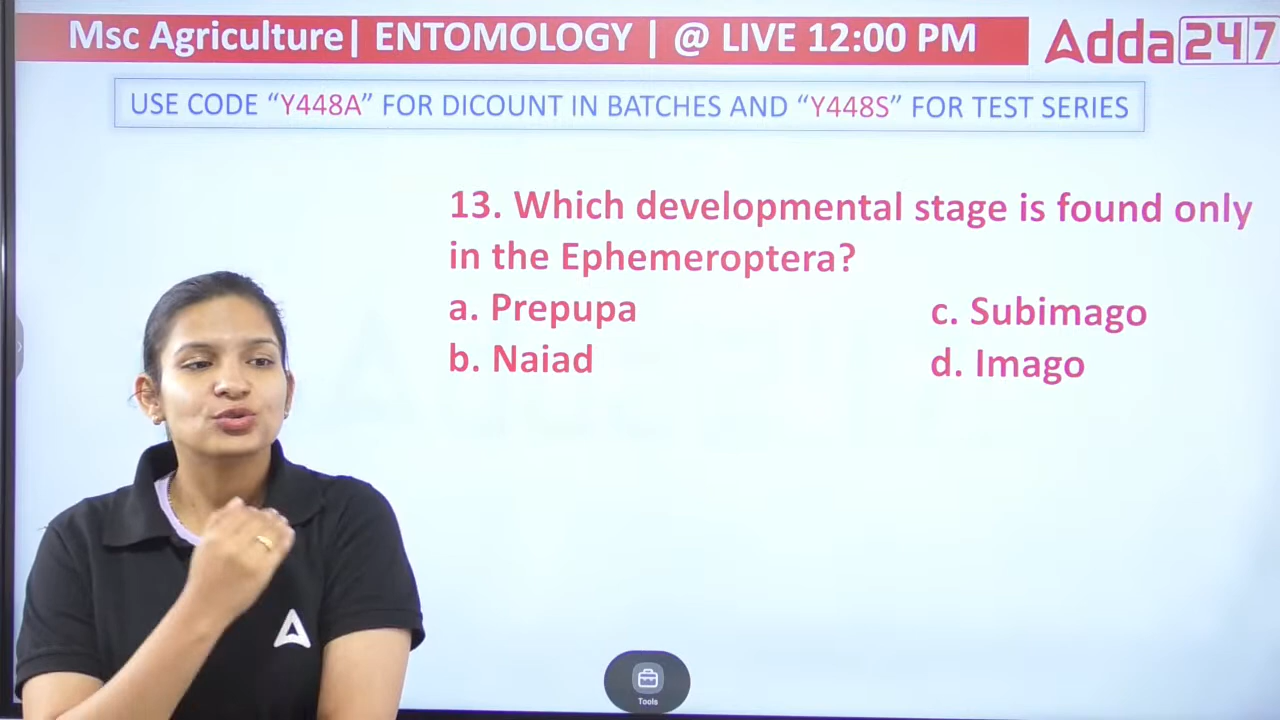 Msc Agriculture| ENTOMOLOGY | @ LIVE 12:00 PM
Adda247
USE CODE “Y448A” FOR DICOUNT IN BATCHES AND “Y448S” FOR TEST SERIES
13. Which developmental stage is found only
in the Ephemeroptera?
a. Prepupa c. Subimago
b. Naiad d. Imago
Tools